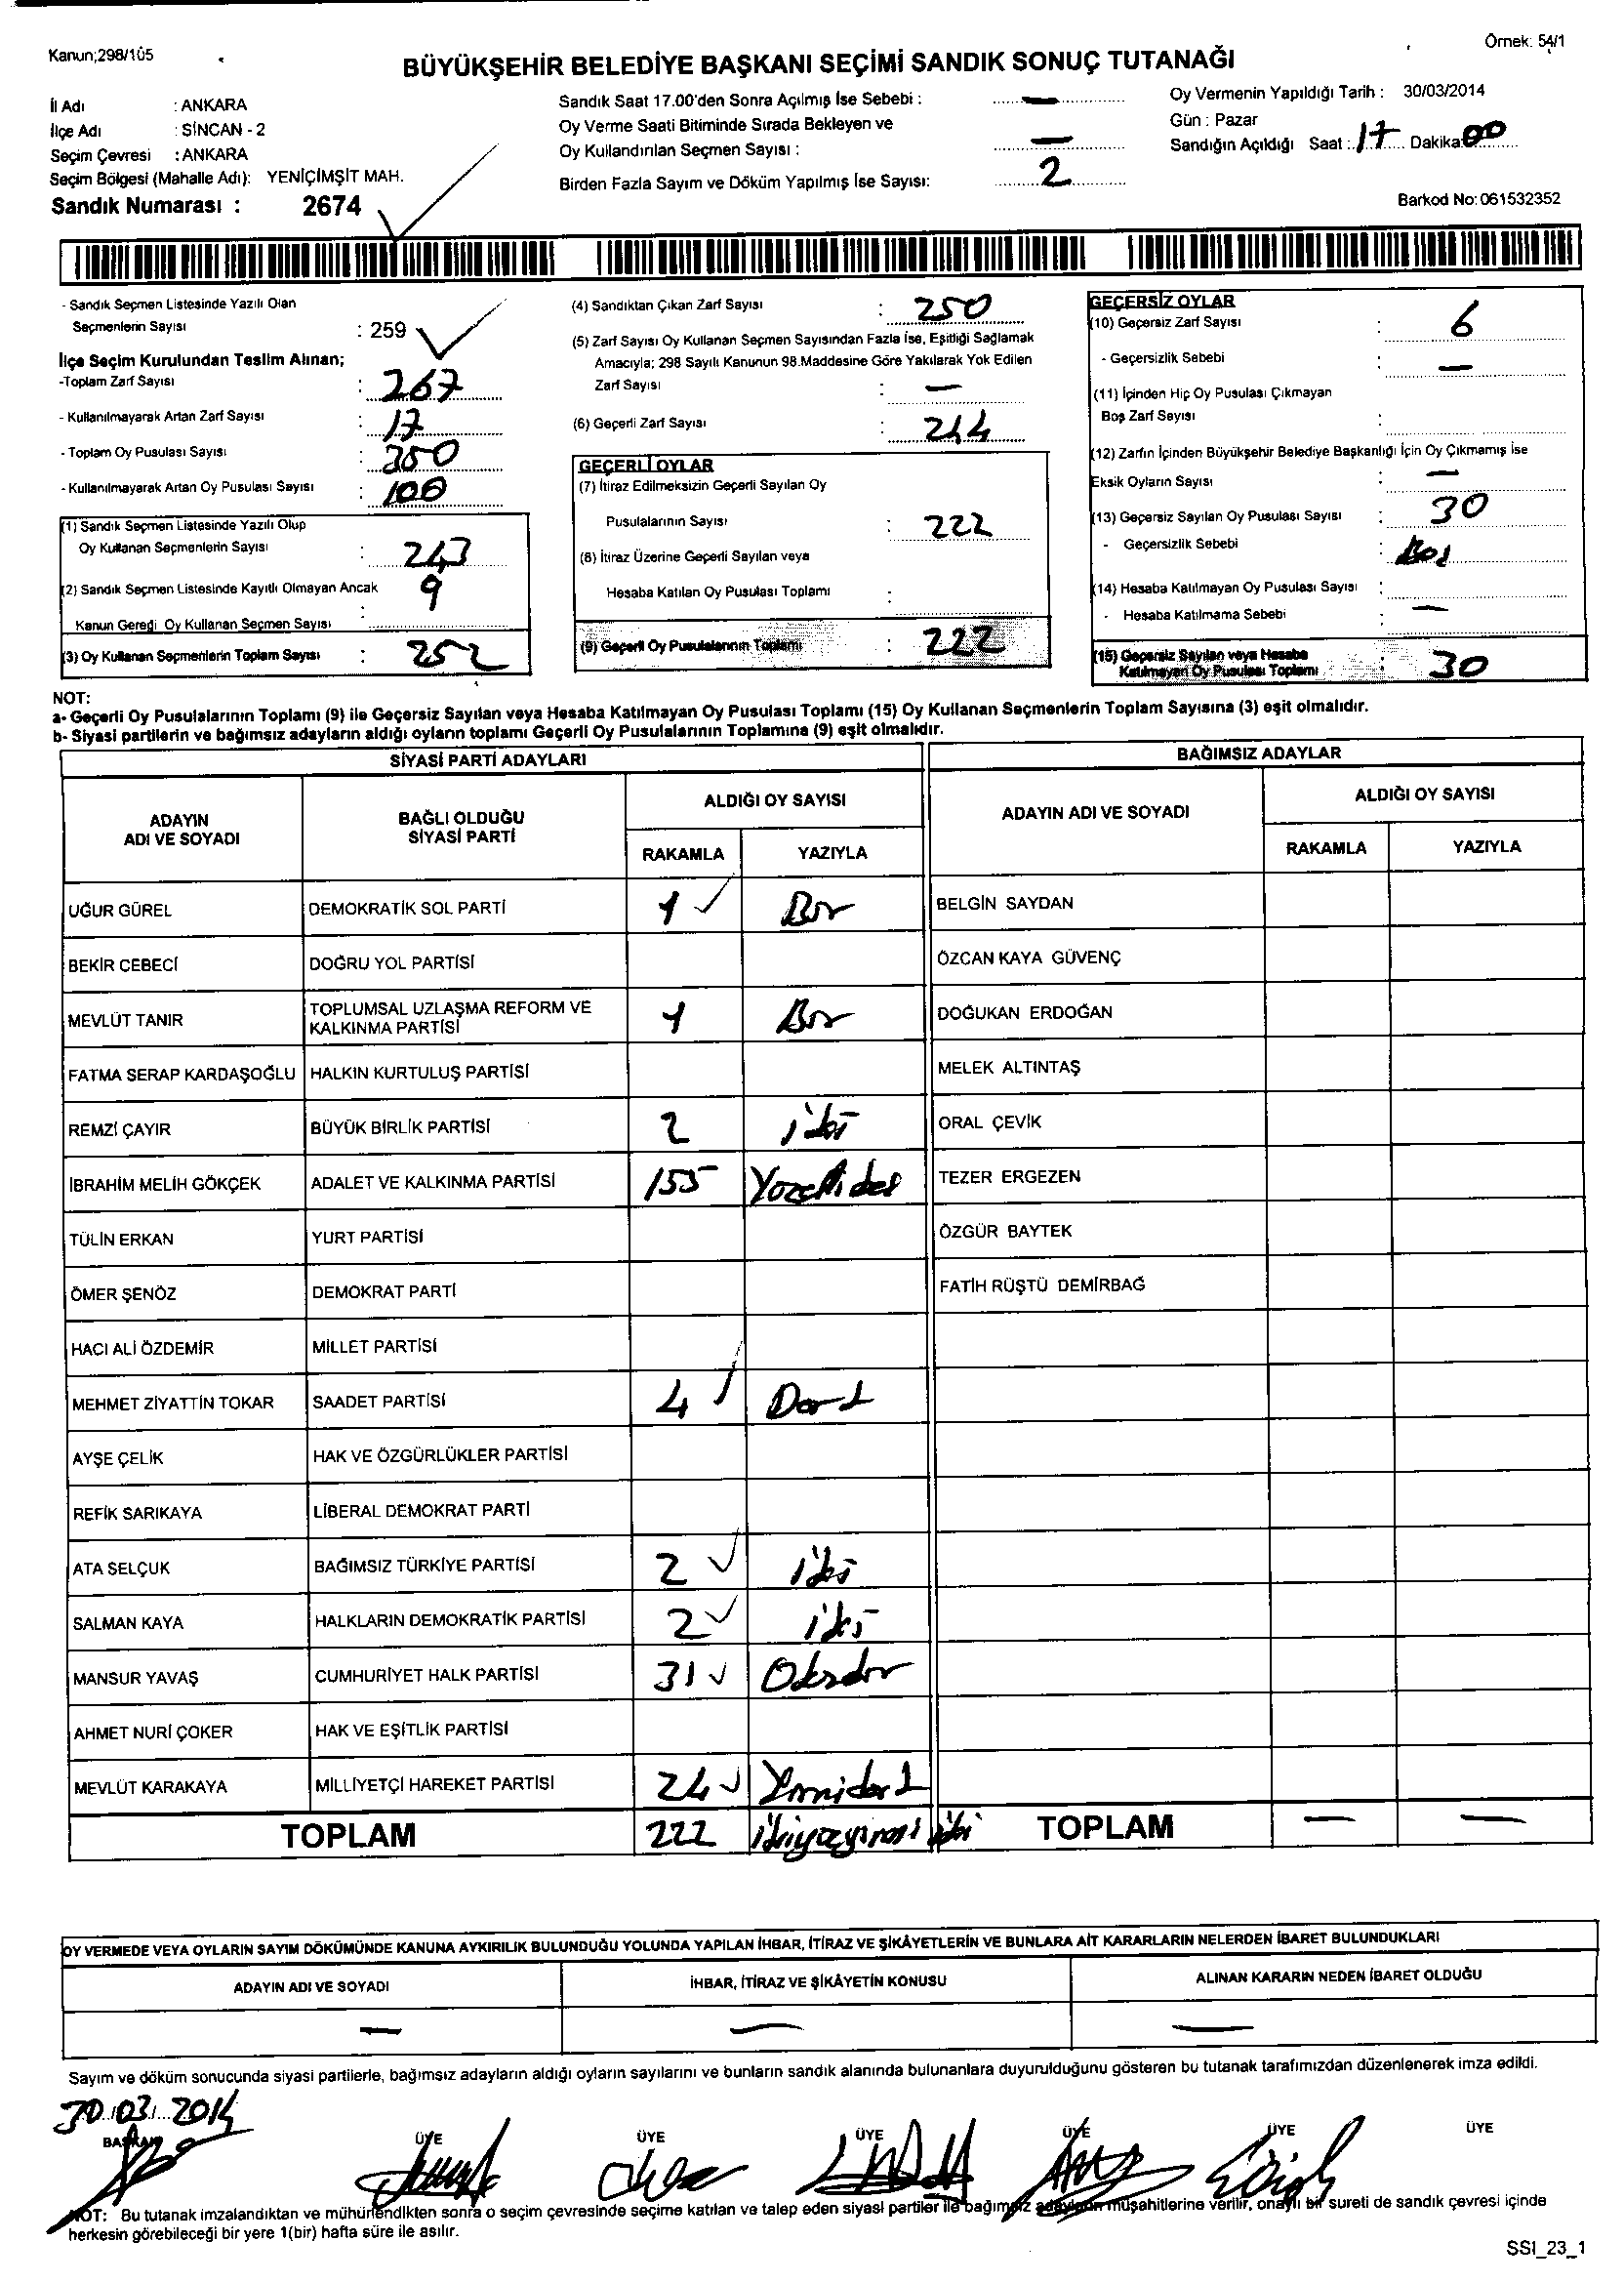 Kanun;298/105
Örnek: 54/1
BÜYÜKŞEHİR BELEDİYE BAŞKANI SEÇİMİ SANDIK SONUÇ TUTANAĞI
İl Adı : ANKARA
İlçe Adı : SİNCAN - 2
Seçim Çevresi : ANKARA
Seçim Bölgesi (Mahalle Adı): YENİÇİMŞİT MAH.
Sandık Numarası : 2674
Sandık Saat 17.00'den Sonra Açılmış İse Sebebi : —
Oy Verme Saati Bitiminde Sırada Bekleyen ve
Oy Kullandırılan Seçmen Sayısı : —
Birden Fazla Sayım ve Döküm Yapılmış İse Sayısı: 2
Oy Vermenin Yapıldığı Tarih : 30/03/2014
Gün : Pazar
Sandığın Açıldığı Saat : 17 Dakika: 00
Barkod No: 061532352
- Sandık Seçmen Listesinde Yazılı Olan
Seçmenlerin Sayısı : 259
İlçe Seçim Kurulundan Teslim Alınan;
-Toplam Zarf Sayısı : 267
- Kullanılmayarak Artan Zarf Sayısı : 17
- Toplam Oy Pusulası Sayısı : 350
- Kullanılmayarak Artan Oy Pusulası Sayısı : 100
(1) Sandık Seçmen Listesinde Yazılı Olup
Oy Kullanan Seçmenlerin Sayısı : 243
(2) Sandık Seçmen Listesinde Kayıtlı Olmayan Ancak
Kanun Gereği Oy Kullanan Seçmen Sayısı : 9
(3) Oy Kullanan Seçmenlerin Toplam Sayısı : 252
(4) Sandıktan Çıkan Zarf Sayısı : 250
(5) Zarf Sayısı Oy Kullanan Seçmen Sayısından Fazla İse, Eşitliği Sağlamak
Amacıyla; 298 Sayılı Kanunun 98.Maddesine Göre Yakılarak Yok Edilen
Zarf Sayısı : —
(6) Geçerli Zarf Sayısı : 244
GEÇERLİ OYLAR
(7) İtiraz Edilmeksizin Geçerli Sayılan Oy
Pusulalarının Sayısı : 222
(8) İtiraz Üzerine Geçerli Sayılan veya
Hesaba Katılan Oy Pusulası Toplamı :
(9) Geçerli Oy Pusulalarının Toplamı : 222
GEÇERSİZ OYLAR
(10) Geçersiz Zarf Sayısı : 6
- Geçersizlik Sebebi : —
(11) İçinden Hiç Oy Pusulası Çıkmayan
Boş Zarf Sayısı :
(12) Zarfın İçinden Büyükşehir Belediye Başkanlığı İçin Oy Çıkmamış İse
Eksik Oyların Sayısı : —
(13) Geçersiz Sayılan Oy Pusulası Sayısı : 30
- Geçersizlik Sebebi :
(14) Hesaba Katılmayan Oy Pusulası Sayısı :
- Hesaba Katılmama Sebebi : —
(15) Geçersiz Sayılan veya Hesaba
Katılmayan Oy Pusulası Toplamı : 30
NOT:
a- Geçerli Oy Pusulalarının Toplamı (9) ile Geçersiz Sayılan veya Hesaba Katılmayan Oy Pusulası Toplamı (15) Oy Kullanan Seçmenlerin Toplam Sayısına (3) eşit olmalıdır.
b- Siyasi partilerin ve bağımsız adayların aldığı oyların toplamı Geçerli Oy Pusulalarının Toplamına (9) eşit olmalıdır.
SİYASİ PARTİ ADAYLARI
BAĞIMSIZ ADAYLAR
ADAYIN ADI VE SOYADI
BAĞLI OLDUĞU SİYASİ PARTİ
ALDIĞI OY SAYISI
RAKAMLA YAZIYLA
ADAYIN ADI VE SOYADI
ALDIĞI OY SAYISI
RAKAMLA YAZIYLA
UĞUR GÜREL DEMOKRATİK SOL PARTİ 1 Bir BELGİN SAYDAN
BEKİR CEBECİ DOĞRU YOL PARTİSİ ÖZCAN KAYA GÜVENÇ
MEVLÜT TANIR TOPLUMSAL UZLAŞMA REFORM VE KALKINMA PARTİSİ 1 Bir DOĞUKAN ERDOĞAN
FATMA SERAP KARDAŞOĞLU HALKIN KURTULUŞ PARTİSİ MELEK ALTINTAŞ
REMZİ ÇAYIR BÜYÜK BİRLİK PARTİSİ 2 iki ORAL ÇEVİK
İBRAHİM MELİH GÖKÇEK ADALET VE KALKINMA PARTİSİ 155 Yüzellibeş TEZER ERGEZEN
TÜLİN ERKAN YURT PARTİSİ ÖZGÜR BAYTEK
ÖMER ŞENÖZ DEMOKRAT PARTİ FATİH RÜŞTÜ DEMİRBAĞ
HACI ALİ ÖZDEMİR MİLLET PARTİSİ
MEHMET ZİYATTİN TOKAR SAADET PARTİSİ 4 Dört
AYŞE ÇELİK HAK VE ÖZGÜRLÜKLER PARTİSİ
REFİK SARIKAYA LİBERAL DEMOKRAT PARTİ
ATA SELÇUK BAĞIMSIZ TÜRKİYE PARTİSİ 2 iki
SALMAN KAYA HALKLARIN DEMOKRATİK PARTİSİ 2 iki
MANSUR YAVAŞ CUMHURİYET HALK PARTİSİ 31 Otuzbir
AHMET NURİ ÇOKER HAK VE EŞİTLİK PARTİSİ
MEVLÜT KARAKAYA MİLLİYETÇİ HAREKET PARTİSİ 24 Yirmidört
TOPLAM 222 ikiyüzyirmi iki TOPLAM — —
OY VERMEDE VEYA OYLARIN SAYIM DÖKÜMÜNDE KANUNA AYKIRILIK BULUNDUĞU YOLUNDA YAPILAN İHBAR, İTİRAZ VE ŞİKÂYETLERİN VE BUNLARA AİT KARARLARIN NELERDEN İBARET BULUNDUKLARI
ADAYIN ADI VE SOYADI İHBAR, İTİRAZ VE ŞİKÂYETİN KONUSU ALINAN KARARIN NEDEN İBARET OLDUĞU
— — —
Sayım ve döküm sonucunda siyasi partilerle, bağımsız adayların aldığı oyların sayılarını ve bunların sandık alanında bulunanlara duyurulduğunu gösteren bu tutanak tarafımızdan düzenlenerek imza edildi.
30/03/2014
BAŞKAN ÜYE ÜYE ÜYE ÜYE ÜYE ÜYE
NOT: Bu tutanak imzalandıktan ve mühürlendikten sonra o seçim çevresinde seçime katılan ve talep eden siyasi partiler ile bağımsız adayların müşahitlerine verilir, onaylı bir sureti de sandık çevresi içinde
herkesin görebileceği bir yere 1(bir) hafta süre ile asılır.
SSI_23_1